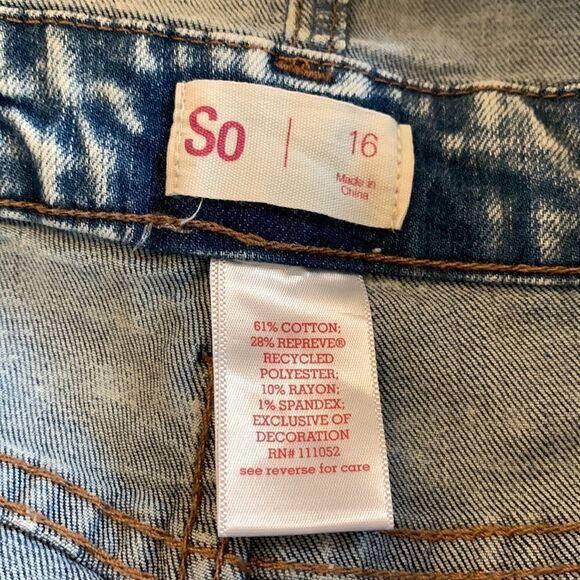 So | 16
Made in
China
61% COTTON;
28% REPREVE®
RECYCLED
POLYESTER;
10% RAYON;
1% SPANDEX;
EXCLUSIVE OF
DECORATION
RN# 111052
see reverse for care